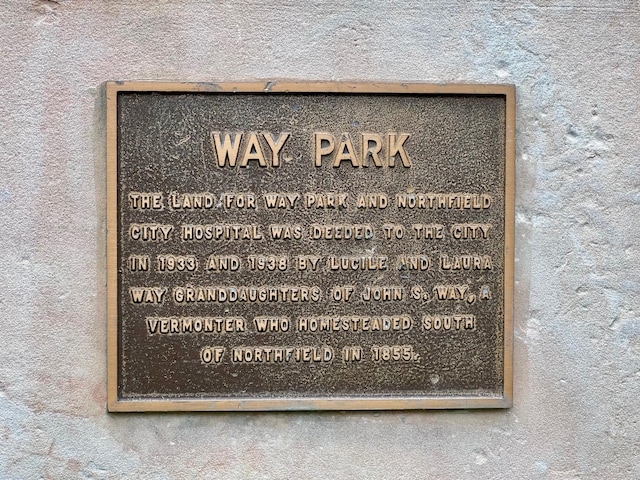 WAY PARK
THE LAND FOR WAY PARK AND NORTHFIELD
CITY HOSPITAL WAS DEEDED TO THE CITY
IN 1933 AND 1938 BY LUCILE AND LAURA
WAY GRANDDAUGHTERS OF JOHN S. WAY, A
VERMONTER WHO HOMESTEADED SOUTH
OF NORTHFIELD IN 1855.